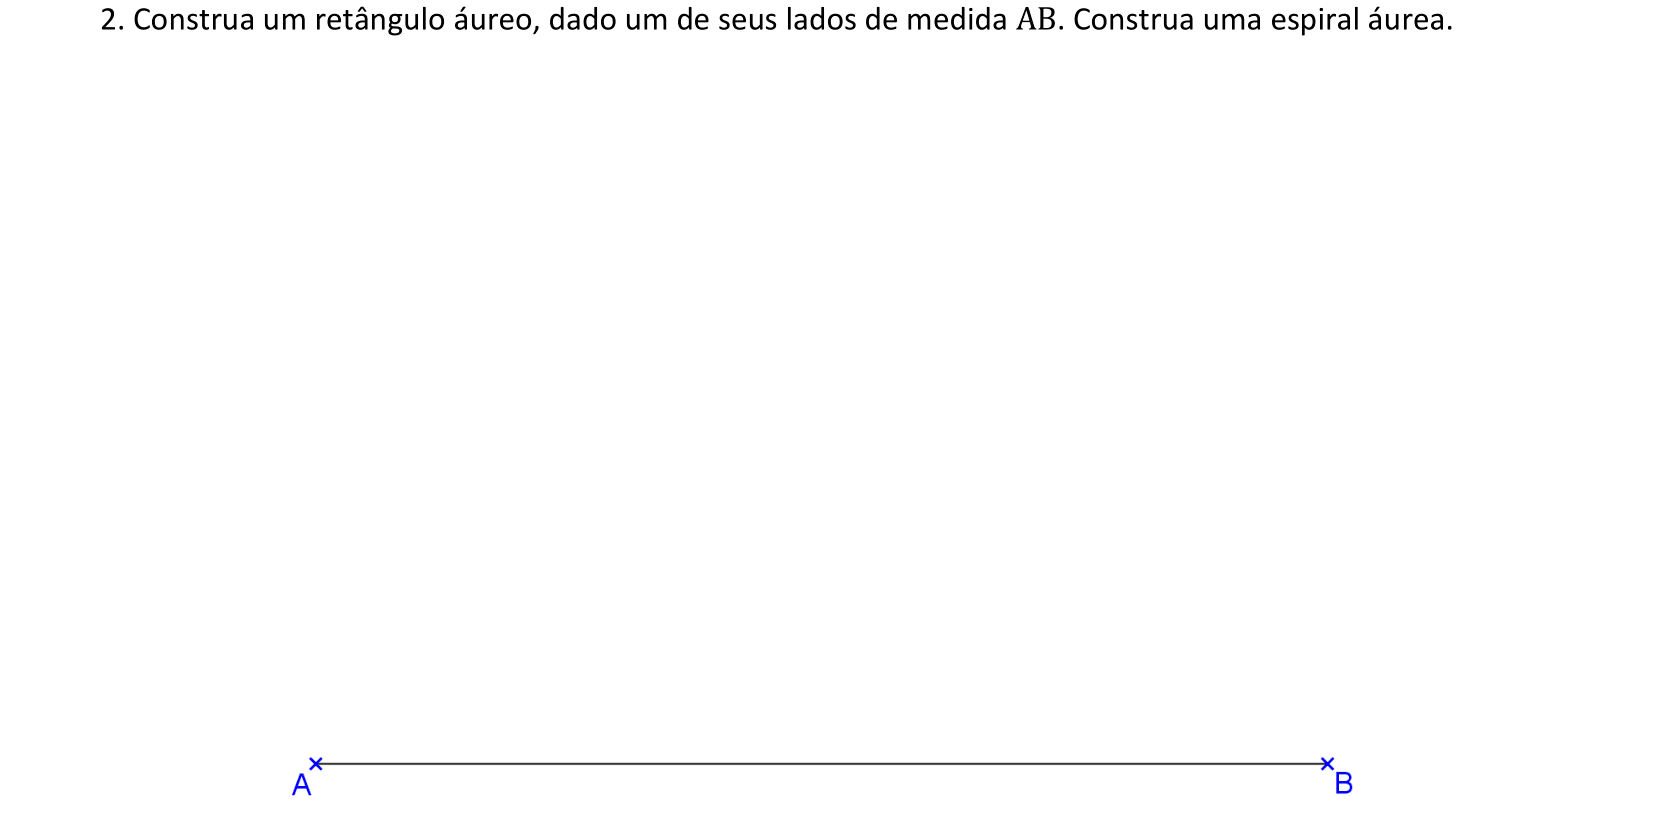 2. Construa um retângulo áureo, dado um de seus lados de medida AB. Construa uma espiral áurea.
A
B